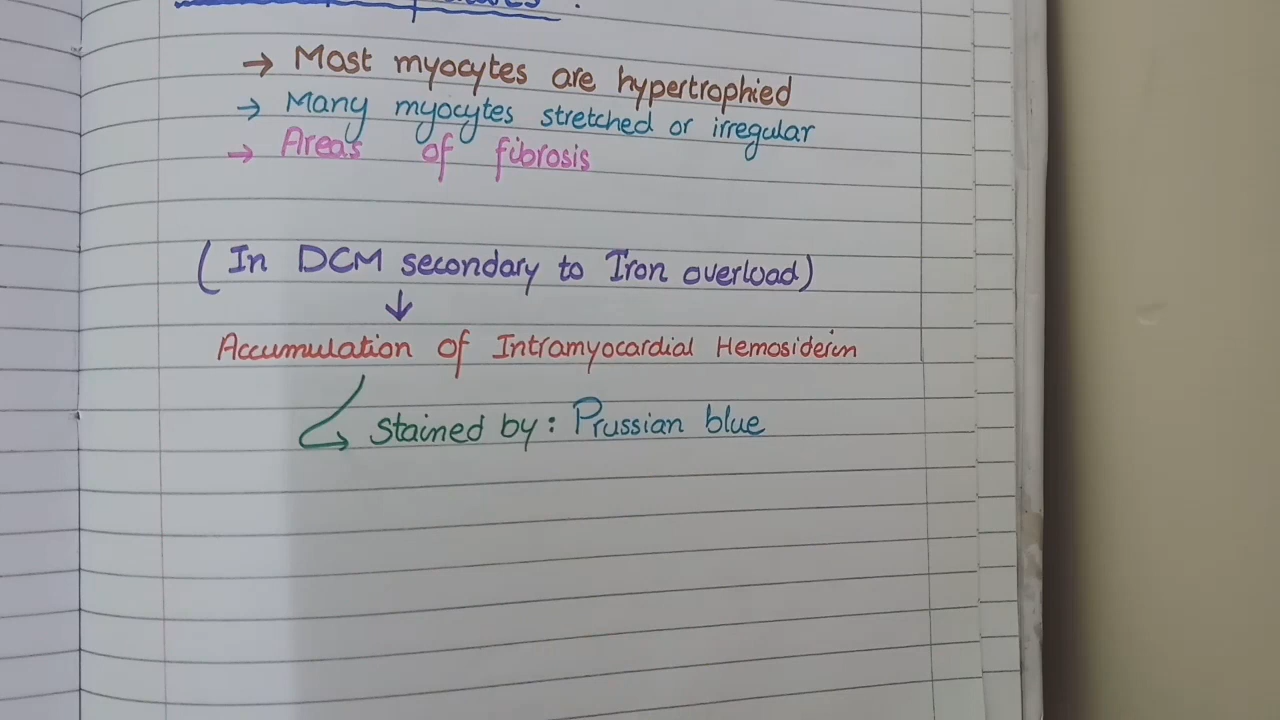 → Most myocytes are hypertrophied
→ Many myocytes stretched or irregular
→ Areas of fibrosis
(In DCM secondary to Iron overload)
↓
Accumulation of Intramyocardial Hemosiderin
Stained by: Prussian blue